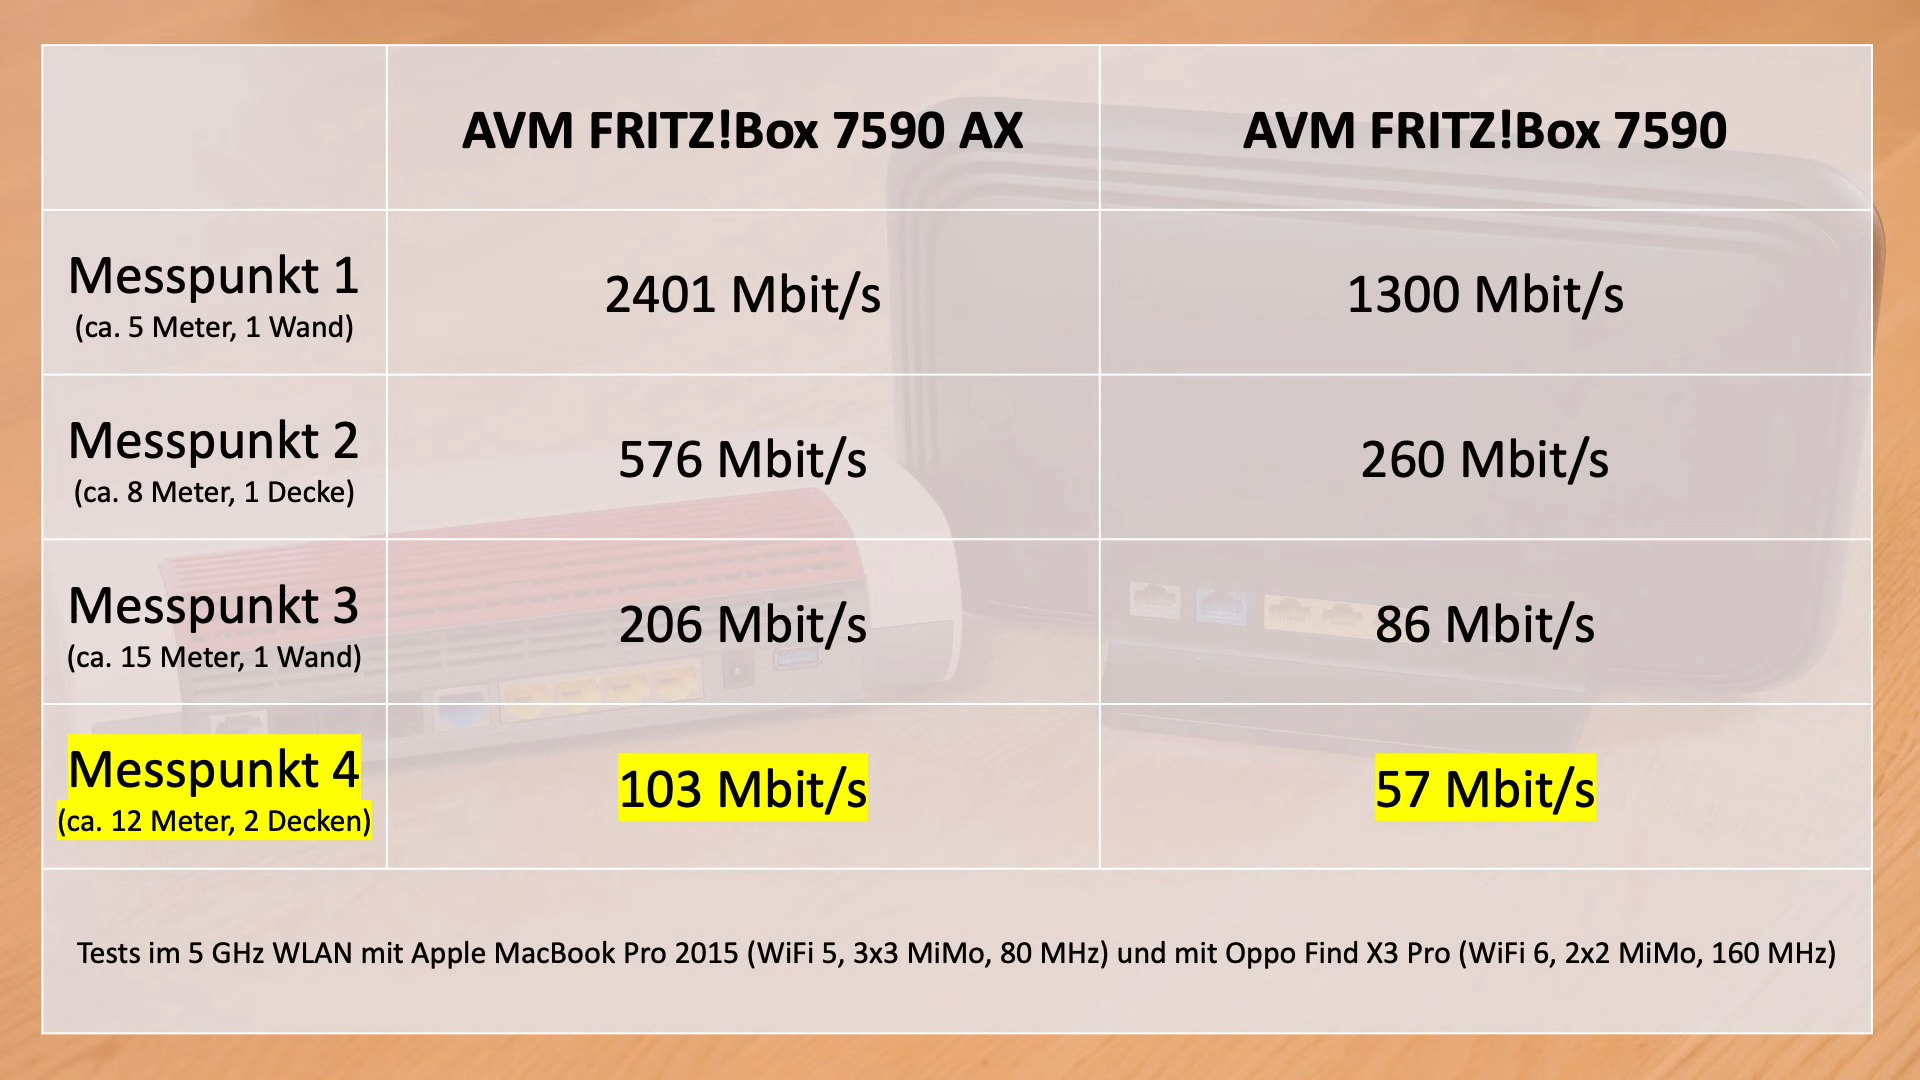 AVM FRITZ!Box 7590 AX
AVM FRITZ!Box 7590
Messpunkt 1
(ca. 5 Meter, 1 Wand)
2401 Mbit/s
1300 Mbit/s
Messpunkt 2
(ca. 8 Meter, 1 Decke)
576 Mbit/s
260 Mbit/s
Messpunkt 3
(ca. 15 Meter, 1 Wand)
206 Mbit/s
86 Mbit/s
Messpunkt 4
(ca. 12 Meter, 2 Decken)
103 Mbit/s
57 Mbit/s
Tests im 5 GHz WLAN mit Apple MacBook Pro 2015 (WiFi 5, 3x3 MiMo, 80 MHz) und mit Oppo Find X3 Pro (WiFi 6, 2x2 MiMo, 160 MHz)